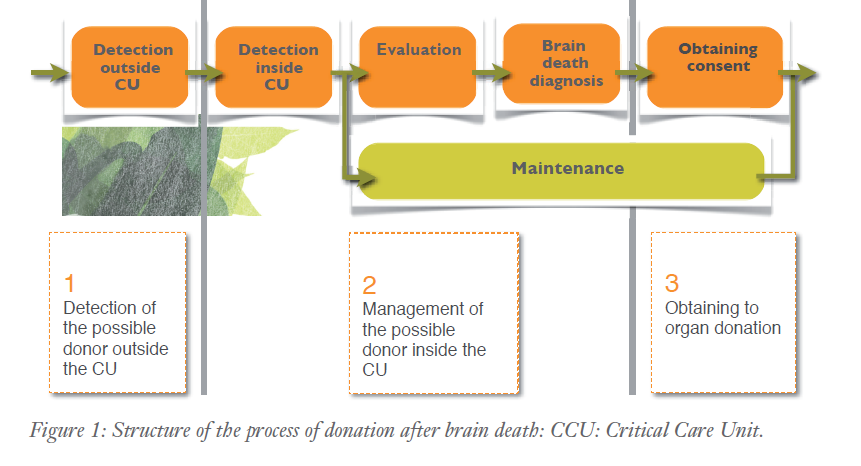 Detection
outside
CU
Detection
inside
CU
Evaluation
Brain
death
diagnosis
Obtaining
consent
Maintenance
1
Detection of
the possible
donor outside
the CU
2
Management of
the possible
donor inside the
CU
3
Obtaining to
organ donation
Figure 1: Structure of the process of donation after brain death: CCU: Critical Care Unit.